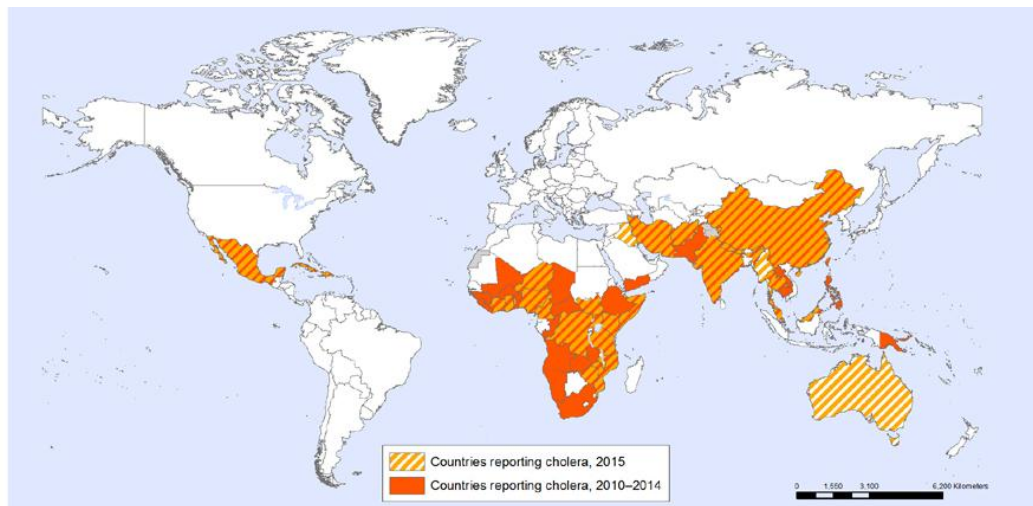 Countries reporting cholera, 2015
Countries reporting cholera, 2010–2014
0 1,550 3,100 6,200 Kilometers